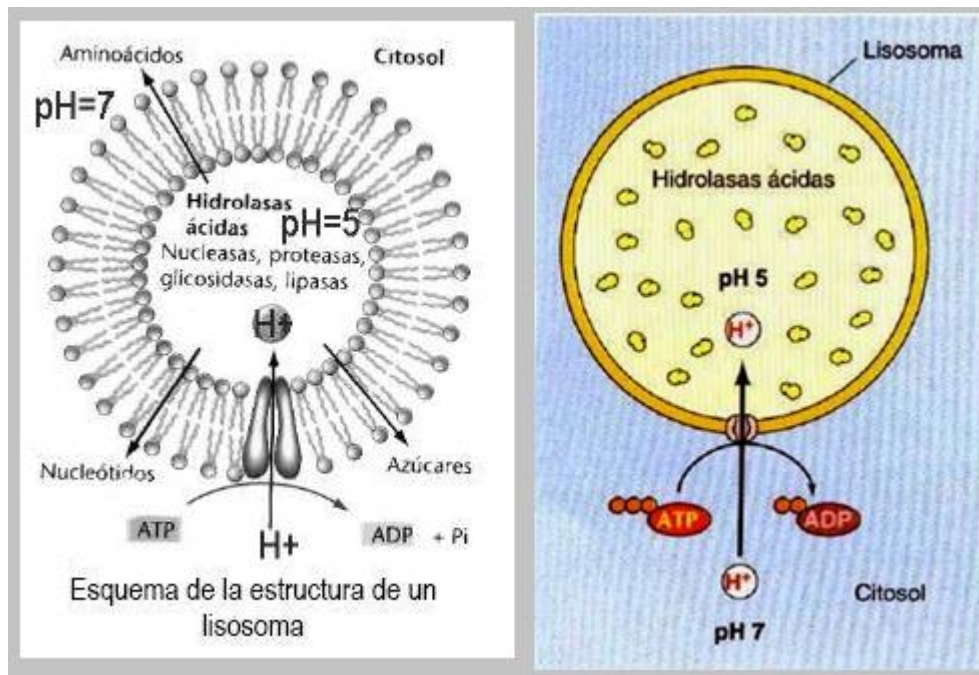 Aminoácidos
Citosol
pH=7
Hidrolasas
ácidas
pH=5
Nucleasas, proteasas,
glicosidasas, lipasas
H+
Nucleótidos
Azúcares
ATP
ADP + Pi
H+
Esquema de la estructura de un
lisosoma
Lisosoma
Hidrolasas ácidas
pH 5
H+
ATP
ADP
H+
Citosol
pH 7